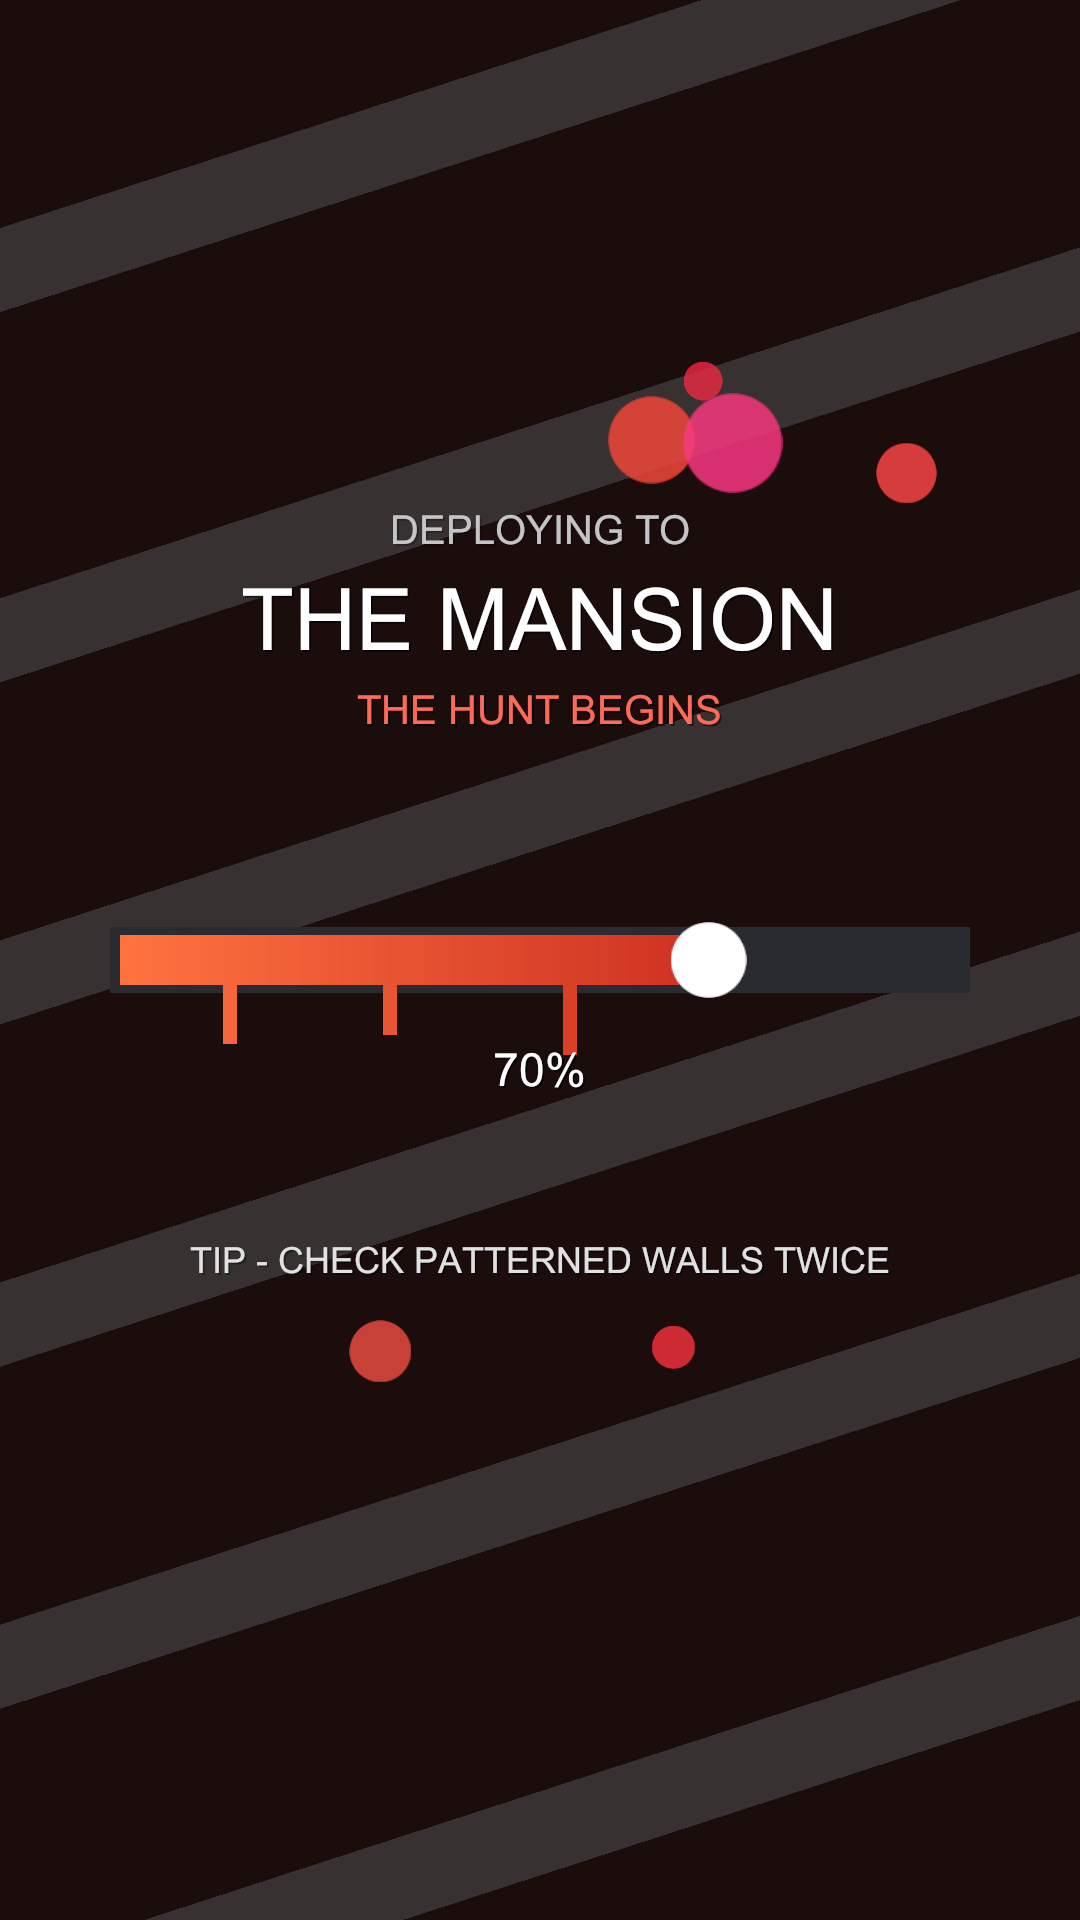 DEPLOYING TO
THE MANSION
THE HUNT BEGINS
70%
TIP - CHECK PATTERNED WALLS TWICE